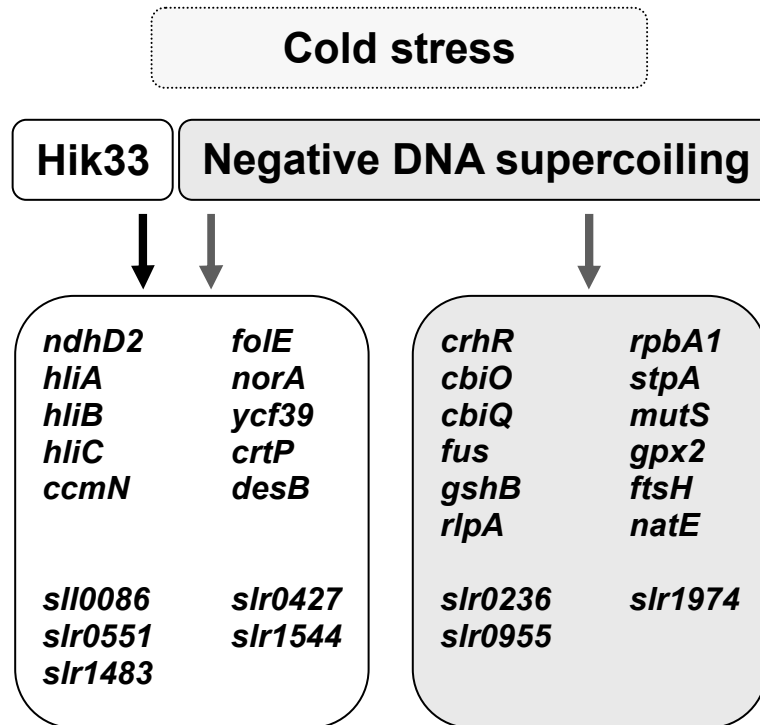 Cold stress
Hik33
Negative DNA supercoiling
ndhD2 folE
hliA norA
hliB ycf39
hliC crtP
ccmN desB
sll0086 slr0427
slr0551 slr1544
slr1483
crhR rpbA1
cbiO stpA
cbiQ mutS
fus gpx2
gshB ftsH
rlpA natE
slr0236 slr1974
slr0955